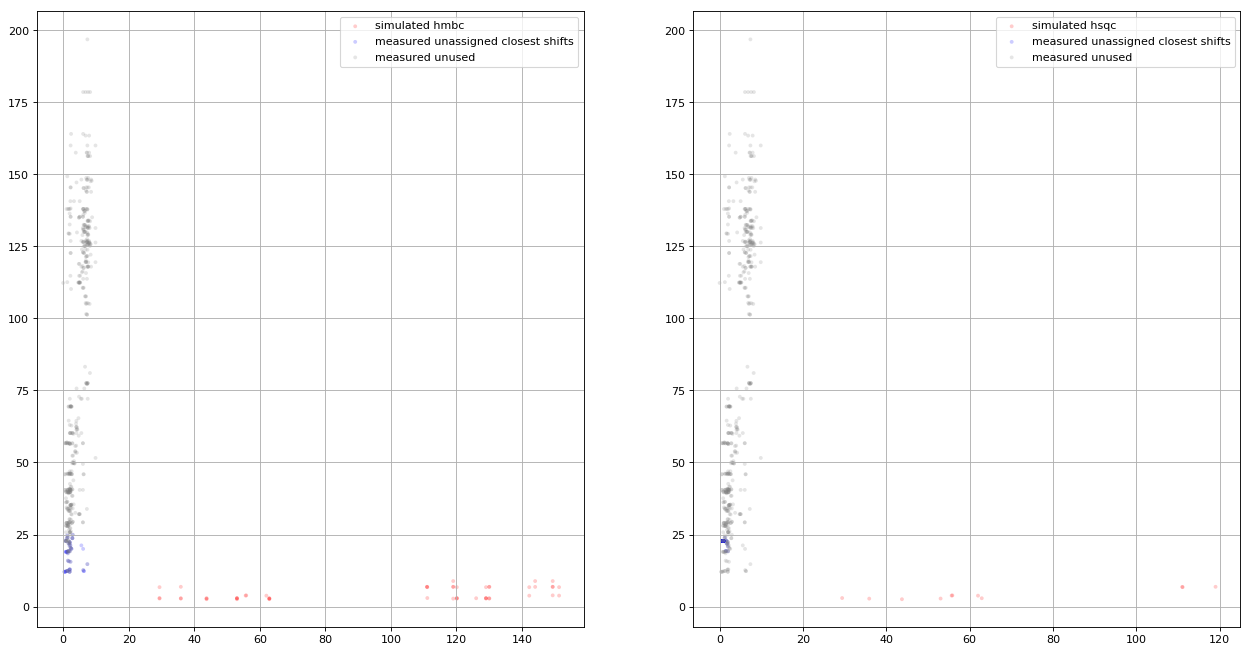 simulated hmbc
measured unassigned closest shifts
measured unused
200
175
150
125
100
75
50
25
0
0 20 40 60 80 100 120 140
simulated hsqc
measured unassigned closest shifts
measured unused
200
175
150
125
100
75
50
25
0
0 20 40 60 80 100 120